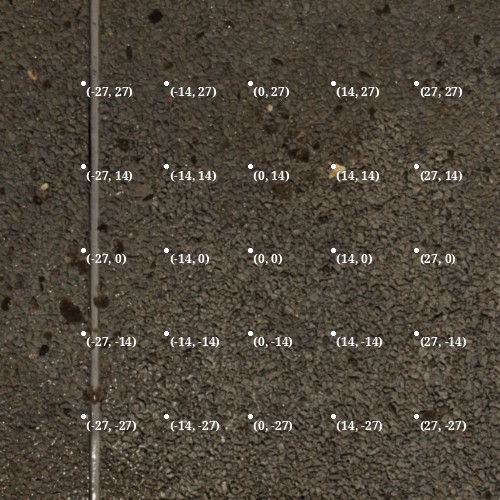 (-27, 27) (-14, 27) (0, 27) (14, 27) (27, 27)
(-27, 14) (-14, 14) (0, 14) (14, 14) (27, 14)
(-27, 0) (-14, 0) (0, 0) (14, 0) (27, 0)
(-27, -14) (-14, -14) (0, -14) (14, -14) (27, -14)
(-27, -27) (-14, -27) (0, -27) (14, -27) (27, -27)